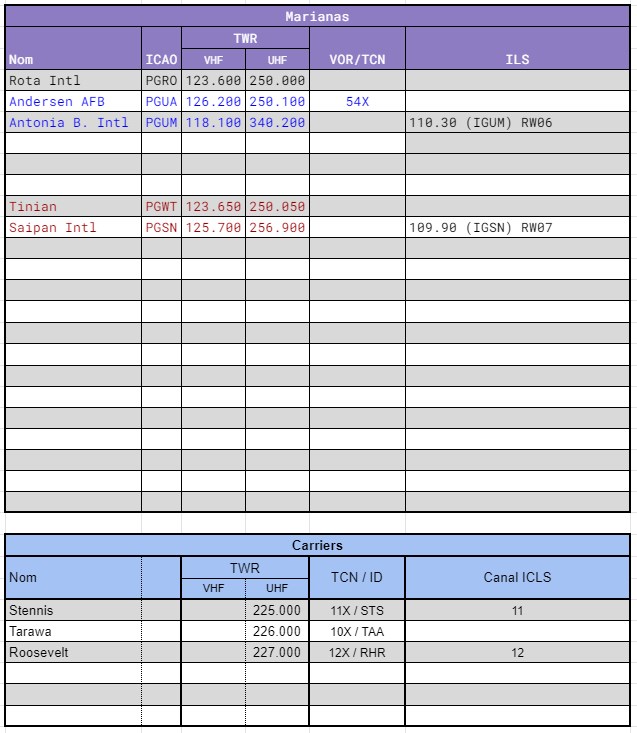 Marianas
Nom ICAO TWR VOR/TCN ILS
VHF UHF
Rota Intl PGRO 123.600 250.000
Andersen AFB PGUA 126.200 250.100 54X
Antonia B. Intl PGUM 118.100 340.200 110.30 (IGUM) RW06
Tinian PGWT 123.650 250.050
Saipan Intl PGSN 125.700 256.900 109.90 (IGSN) RW07
Carriers
Nom TWR TCN / ID Canal ICLS
VHF UHF
Stennis 225.000 11X / STS 11
Tarawa 226.000 10X / TAA
Roosevelt 227.000 12X / RHR 12